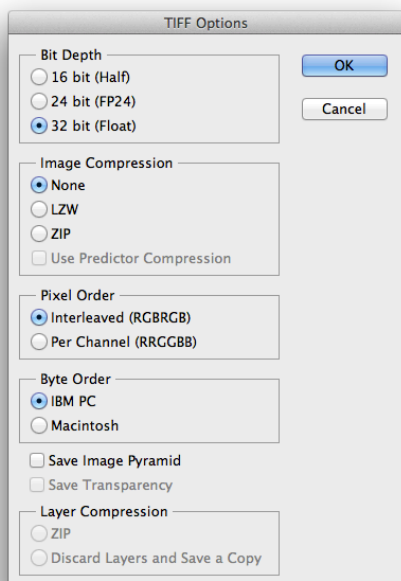 TIFF Options
Bit Depth
16 bit (Half)
24 bit (FP24)
32 bit (Float)
OK
Cancel
Image Compression
None
LZW
ZIP
Use Predictor Compression
Pixel Order
Interleaved (RGBRGB)
Per Channel (RRGGBB)
Byte Order
IBM PC
Macintosh
Save Image Pyramid
Save Transparency
Layer Compression
ZIP
Discard Layers and Save a Copy